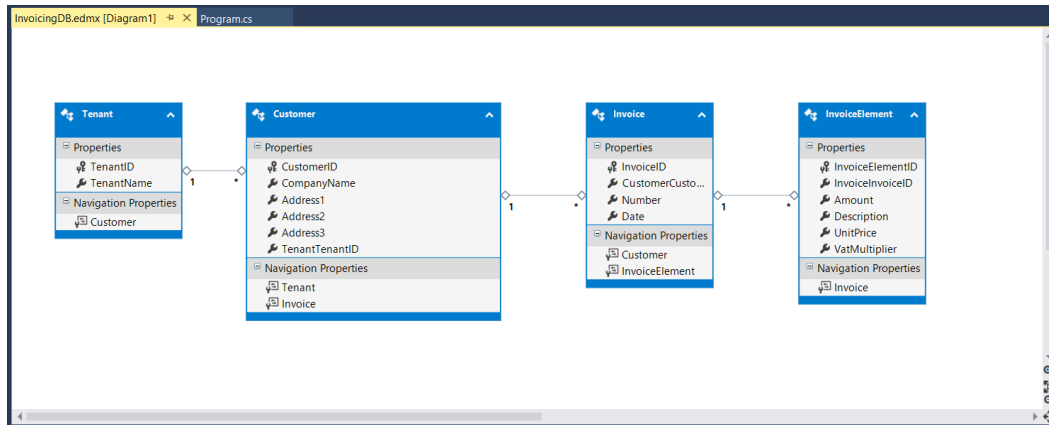 InvoicingDB.edmx [Diagram1]
Program.cs
Tenant
Properties
TenantID
TenantName
Navigation Properties
Customer
1
*
Customer
Properties
CustomerID
CompanyName
Address1
Address2
Address3
TenantTenantID
Navigation Properties
Tenant
Invoice
1
*
Invoice
Properties
InvoiceID
CustomerCusto...
Number
Date
Navigation Properties
Customer
InvoiceElement
1
*
InvoiceElement
Properties
InvoiceElementID
InvoiceInvoiceID
Amount
Description
UnitPrice
VatMultiplier
Navigation Properties
Invoice